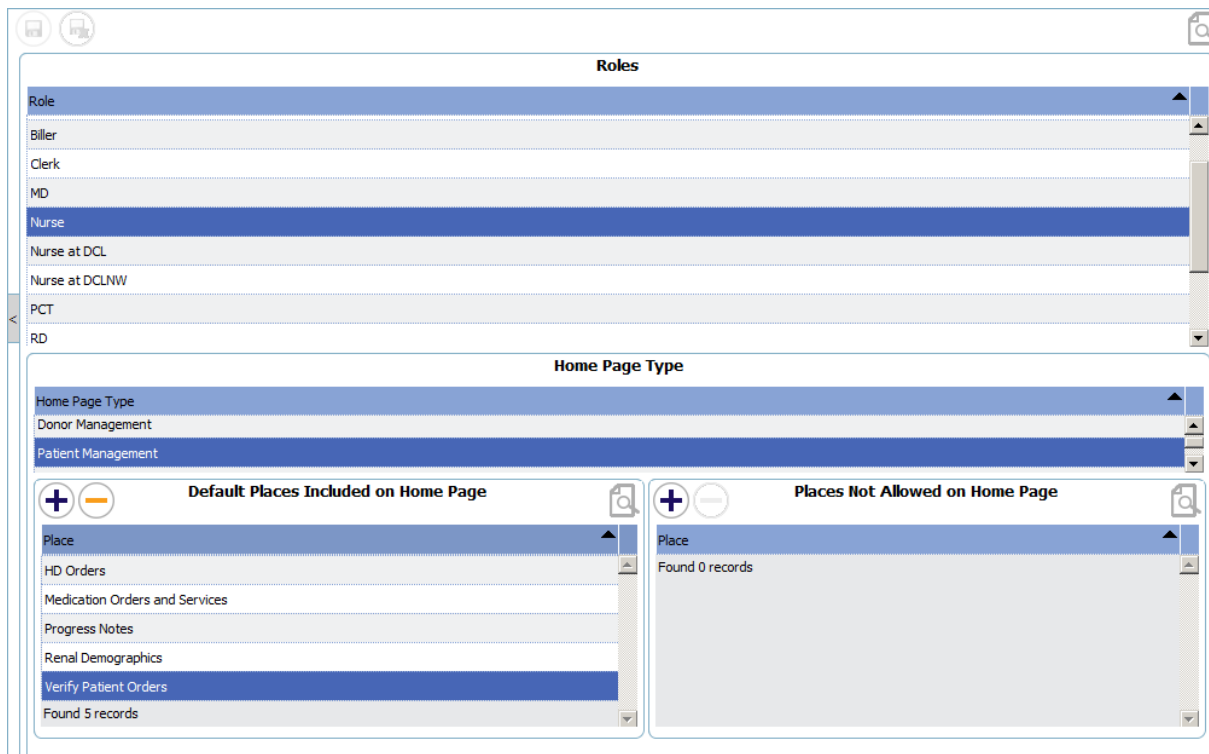 Roles
Role
Biller
Clerk
MD
Nurse
Nurse at DCL
Nurse at DCLNW
PCT
<
RD
Home Page Type
Home Page Type
Donor Management
Patient Management
Default Places Included on Home Page
Place
HD Orders
Medication Orders and Services
Progress Notes
Renal Demographics
Verify Patient Orders
Found 5 records
Places Not Allowed on Home Page
Place
Found 0 records